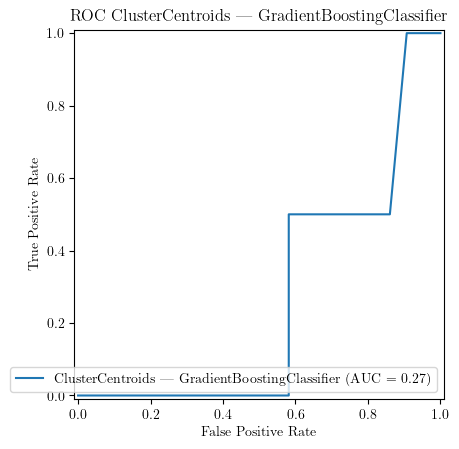 ROC ClusterCentroids — GradientBoostingClassifier
1.0
0.8
0.6
0.4
0.2
0.0
True Positive Rate
ClusterCentroids — GradientBoostingClassifier (AUC = 0.27)
0.0 0.2 0.4 0.6 0.8 1.0
False Positive Rate